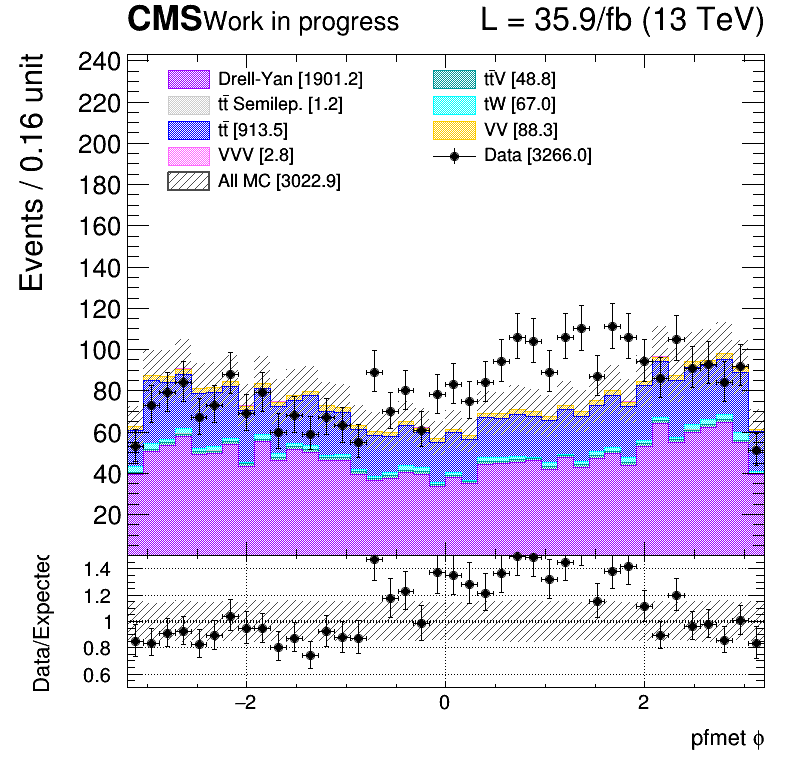 CMS Work in progress L = 35.9/fb (13 TeV)
Events / 0.16 unit
240
220
200
180
160
140
120
100
80
60
40
20
Drell-Yan [1901.2]
tt̄ Semilep. [1.2]
tt̄ [913.5]
VVV [2.8]
All MC [3022.9]
tt̄V [48.8]
tW [67.0]
VV [88.3]
Data [3266.0]
Data/Expected
1.4
1.2
1
0.8
0.6
−2 0 2
pfmet ϕ